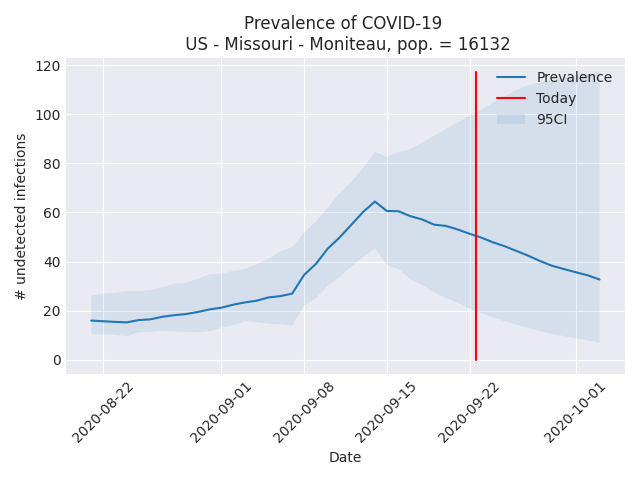 Prevalence of COVID-19
US - Missouri - Moniteau, pop. = 16132
120
100
80
60
40
20
0
# undetected infections
Prevalence
Today
95CI
2020-08-22
2020-09-01
2020-09-08
2020-09-15
2020-09-22
2020-10-01
Date